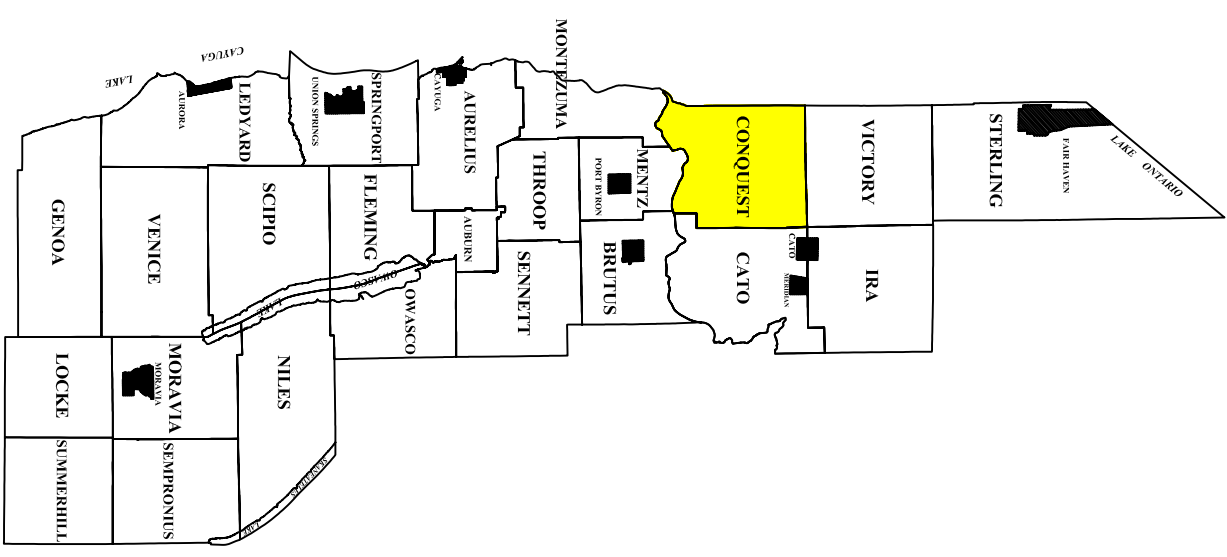 LAKE ONTARIO
FAIR HAVEN
STERLING
VICTORY
IRA
CONQUEST
CATO
MERIDIAN
CATO
MONTEZUMA
MENTZ
PORT BYRON
BRUTUS
THROOP
SENNETT
AURELIUS
CAYUGA
AUBURN
SPRINGPORT
UNION SPRINGS
FLEMING
OWASCO
OWASCO LAKE
LEDYARD
AURORA
CAYUGA LAKE
SCIPIO
VENICE
GENOA
NILES
MORAVIA
MORAVIA
LOCKE
SEMPRONIUS
SUMMERHILL
LAKE